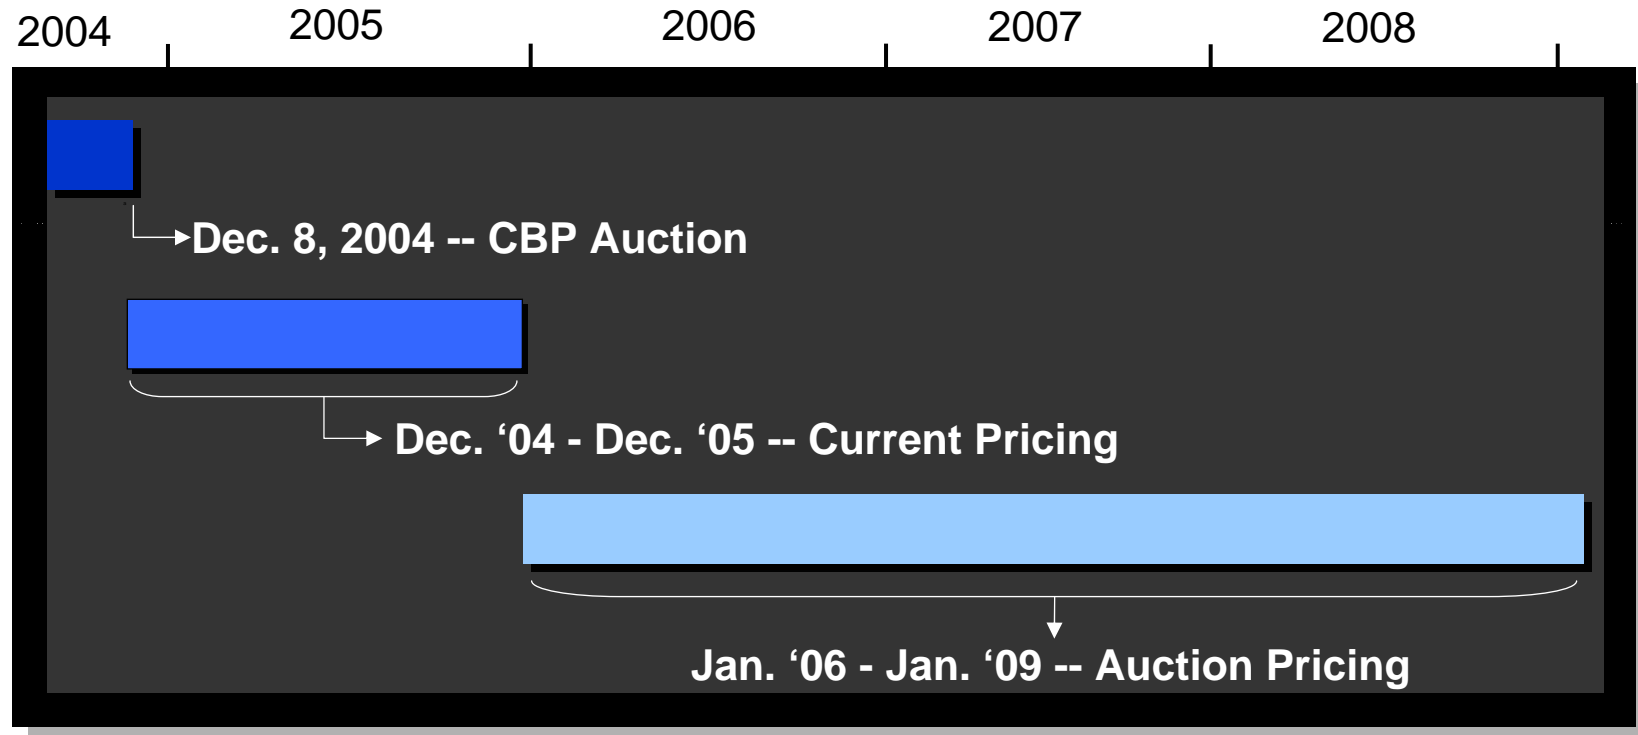 2004 2005 2006 2007 2008
Dec. 8, 2004 -- CBP Auction
Dec. ‘04 - Dec. ‘05 -- Current Pricing
Jan. ‘06 - Jan. ‘09 -- Auction Pricing